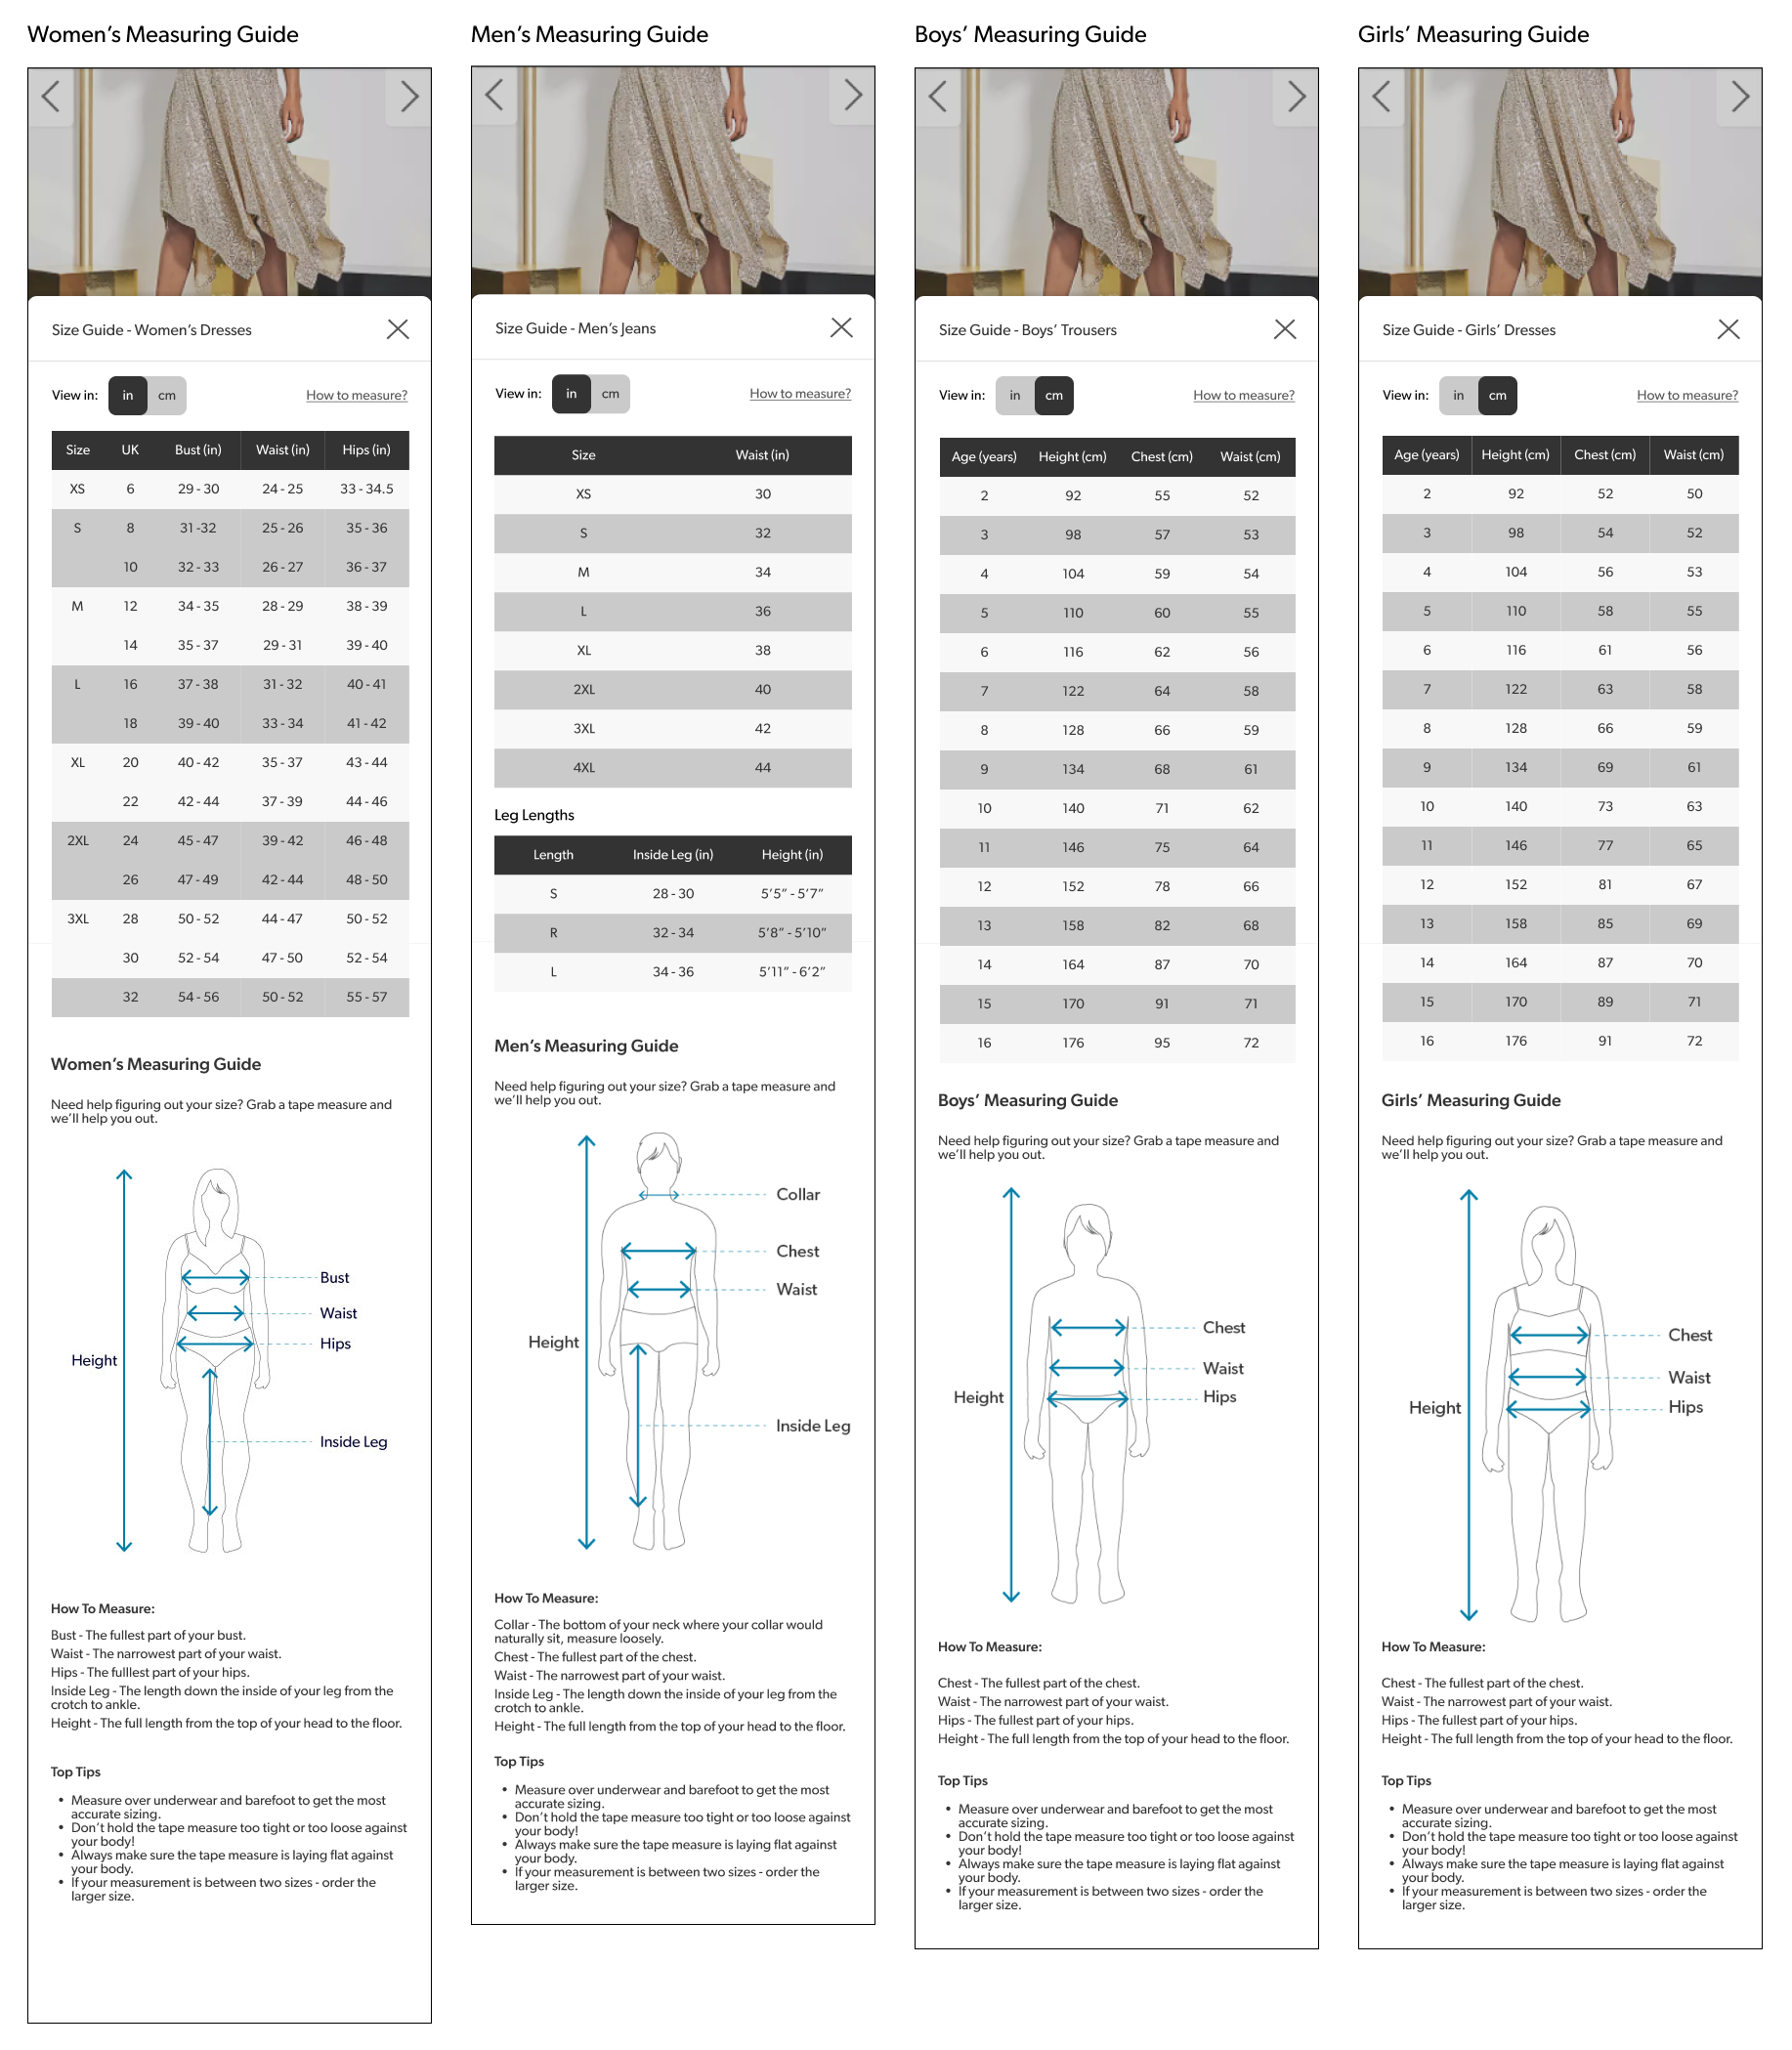 Women’s Measuring Guide
Size Guide - Women’s Dresses
View in: in cm How to measure?
Size UK Bust (in) Waist (in) Hips (in)
XS 6 29 - 30 24 - 25 33 - 34.5
S 8 31 -32 25 - 26 35 - 36
10 32 - 33 26 - 27 36 - 37
M 12 34 - 35 28 - 29 38 - 39
14 35 - 37 29 - 31 39 - 40
L 16 37 - 38 31 - 32 40 - 41
18 39 - 40 33 - 34 41 - 42
XL 20 40 - 42 35 - 37 43 - 44
22 42 - 44 37 - 39 44 - 46
2XL 24 45 - 47 39 - 42 46 - 48
26 47 - 49 42 - 44 48 - 50
3XL 28 50 - 52 44 - 47 50 - 52
30 52 - 54 47 - 50 52 - 54
32 54 - 56 50 - 52 55 - 57
Women’s Measuring Guide
Need help figuring out your size? Grab a tape measure and
we’ll help you out.
Bust
Waist
Hips
Height
Inside Leg
How To Measure:
Bust - The fullest part of your bust.
Waist - The narrowest part of your waist.
Hips - The fulllest part of your hips.
Inside Leg - The length down the inside of your leg from the
crotch to ankle.
Height - The full length from the top of your head to the floor.
Top Tips
• Measure over underwear and barefoot to get the most
accurate sizing.
• Don’t hold the tape measure too tight or too loose against
your body!
• Always make sure the tape measure is laying flat against
your body.
• If your measurement is between two sizes - order the
larger size.
Men’s Measuring Guide
Size Guide - Men’s Jeans
View in: in cm How to measure?
Size Waist (in)
XS 30
S 32
M 34
L 36
XL 38
2XL 40
3XL 42
4XL 44
Leg Lengths
Length Inside Leg (in) Height (in)
S 28 - 30 5’5” - 5’7”
R 32 - 34 5’8” - 5’10”
L 34 - 36 5’11” - 6’2”
Men’s Measuring Guide
Need help figuring out your size? Grab a tape measure and
we’ll help you out.
Collar
Chest
Waist
Height
Inside Leg
How To Measure:
Collar - The bottom of your neck where your collar would
naturally sit, measure loosely.
Chest - The fullest part of the chest.
Waist - The narrowest part of your waist.
Inside Leg - The length down the inside of your leg from the
crotch to ankle.
Height - The full length from the top of your head to the floor.
Top Tips
• Measure over underwear and barefoot to get the most
accurate sizing.
• Don’t hold the tape measure too tight or too loose against
your body!
• Always make sure the tape measure is laying flat against
your body.
• If your measurement is between two sizes - order the
larger size.
Boys’ Measuring Guide
Size Guide - Boys’ Trousers
View in: in cm How to measure?
Age (years) Height (cm) Chest (cm) Waist (cm)
2 92 55 52
3 98 57 53
4 104 59 54
5 110 60 55
6 116 62 56
7 122 64 58
8 128 66 59
9 134 68 61
10 140 71 62
11 146 75 64
12 152 78 66
13 158 82 68
14 164 87 70
15 170 91 71
16 176 95 72
Boys’ Measuring Guide
Need help figuring out your size? Grab a tape measure and
we’ll help you out.
Chest
Waist
Hips
Height
How To Measure:
Chest - The fullest part of the chest.
Waist - The narrowest part of your waist.
Hips - The fullest part of your hips.
Height - The full length from the top of your head to the floor.
Top Tips
• Measure over underwear and barefoot to get the most
accurate sizing.
• Don’t hold the tape measure too tight or too loose against
your body!
• Always make sure the tape measure is laying flat against
your body.
• If your measurement is between two sizes - order the
larger size.
Girls’ Measuring Guide
Size Guide - Girls’ Dresses
View in: in cm How to measure?
Age (years) Height (cm) Chest (cm) Waist (cm)
2 92 52 50
3 98 54 52
4 104 56 53
5 110 58 55
6 116 61 56
7 122 63 58
8 128 66 59
9 134 69 61
10 140 73 63
11 146 77 65
12 152 81 67
13 158 85 69
14 164 87 70
15 170 89 71
16 176 91 72
Girls’ Measuring Guide
Need help figuring out your size? Grab a tape measure and
we’ll help you out.
Chest
Waist
Hips
Height
How To Measure:
Chest - The fullest part of the chest.
Waist - The narrowest part of your waist.
Hips - The fullest part of your hips.
Height - The full length from the top of your head to the floor.
Top Tips
• Measure over underwear and barefoot to get the most
accurate sizing.
• Don’t hold the tape measure too tight or too loose against
your body!
• Always make sure the tape measure is laying flat against
your body.
• If your measurement is between two sizes - order the
larger size.